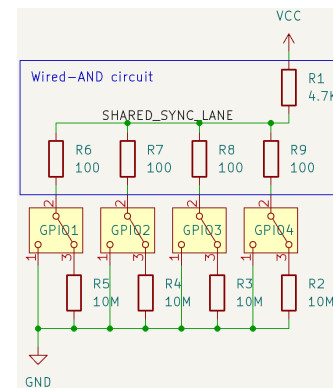 VCC
Wired-AND circuit
R1
4.7K
SHARED_SYNC_LANE
R6
100
R7
100
R8
100
R9
100
2
2
2
2
GPIO1
GPIO2
GPIO3
GPIO4
1
3
1
3
1
3
1
3
R5
10M
R4
10M
R3
10M
R2
10M
GND